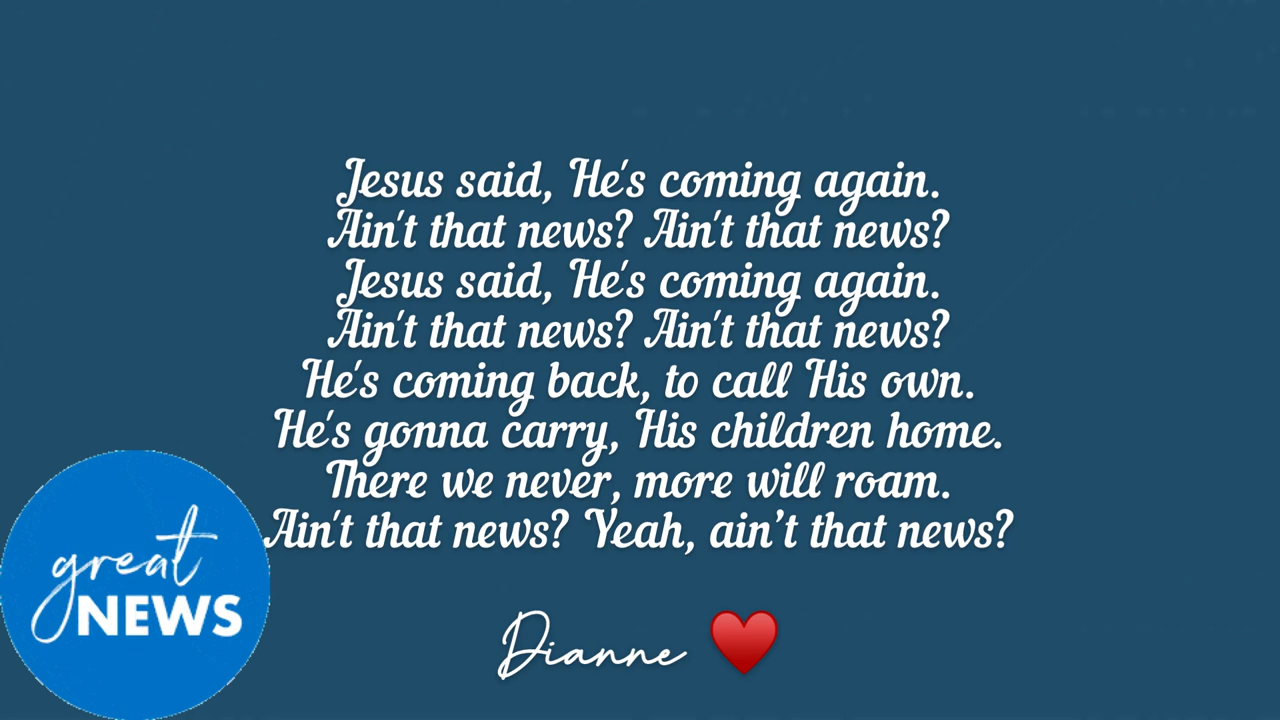 Jesus said, He's coming again.
Ain't that news? Ain't that news?
Jesus said, He's coming again.
Ain't that news? Ain't that news?
He's coming back, to call His own.
He's gonna carry, His children home.
There we never, more will roam.
Ain't that news? Yeah, ain’t that news?
great
NEWS
Dianne ❤️